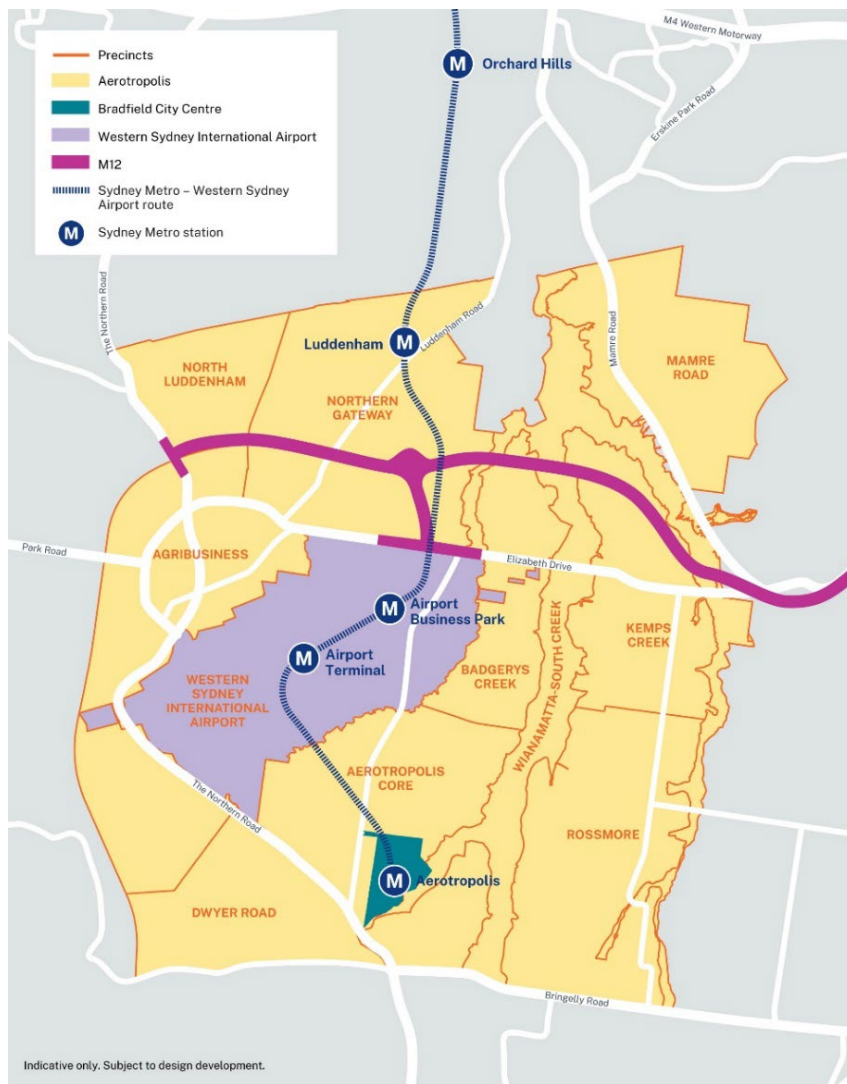 Precincts
Aerotropolis
Bradfield City Centre
Western Sydney International Airport
M12
Sydney Metro – Western Sydney
Airport route
M
Sydney Metro station
M4 Western Motorway
M
Orchard Hills
Erskine Park Road
The Northern Road
Luddenham
M
Luddenham Road
Mamre Road
MAMRE
ROAD
NORTH
LUDDENHAM
NORTHERN
GATEWAY
Park Road
AGRIBUSINESS
Elizabeth Drive
M
Airport
Business Park
M
Airport
Terminal
KEMPS
CREEK
BADGERYS
CREEK
WIANAMATTA-SOUTH CREEK
WESTERN
SYDNEY
INTERNATIONAL
AIRPORT
AEROTROPOLIS
CORE
The Northern Road
ROSSMORE
M
Aerotropolis
DWYER ROAD
Bringelly Road
Indicative only. Subject to design development.